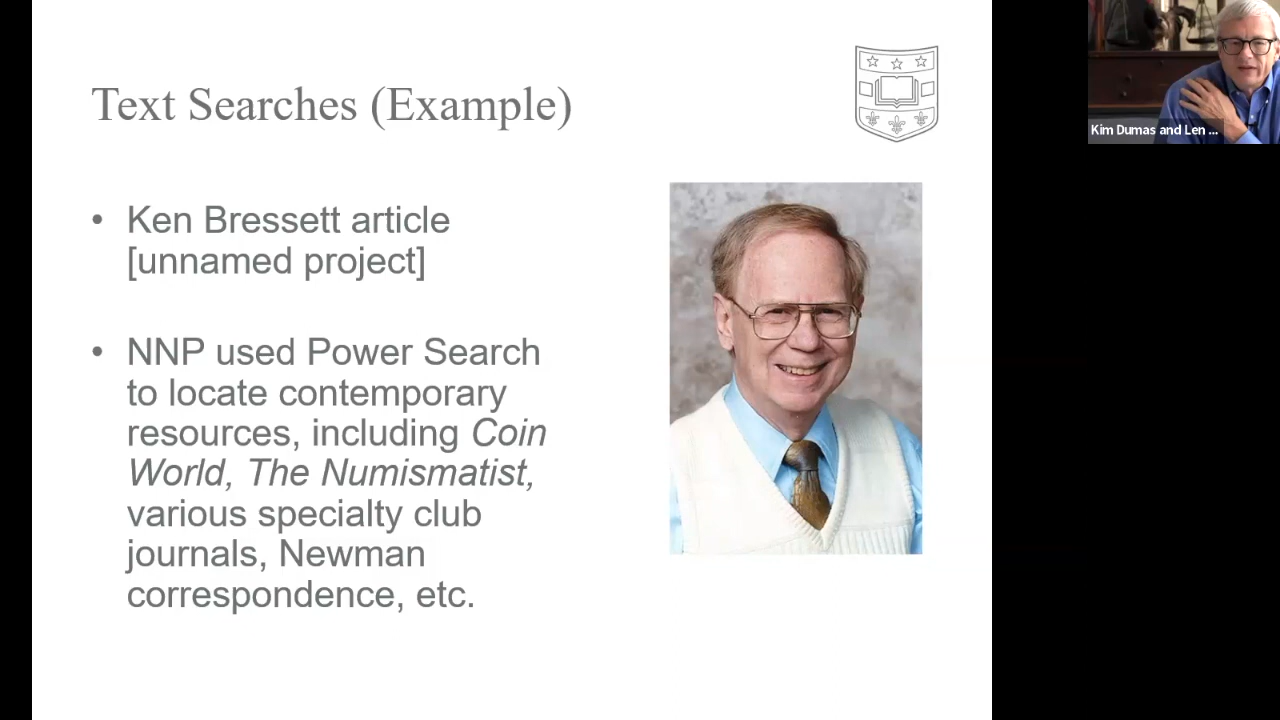 Text Searches (Example)
• Ken Bressett article
[unnamed project]
• NNP used Power Search
to locate contemporary
resources, including Coin
World, The Numismatist,
various specialty club
journals, Newman
correspondence, etc.
Kim Dumas and Len ...